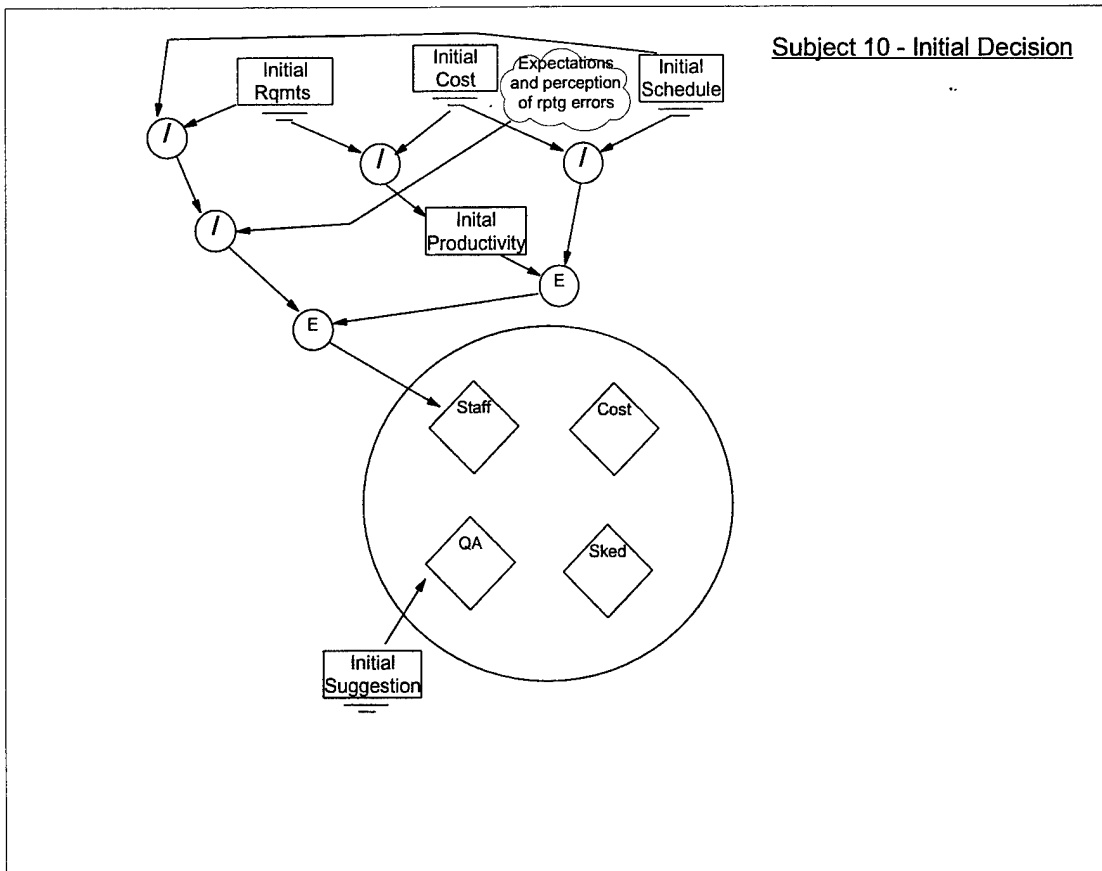 Subject 10 - Initial Decision
Initial
Rqmts
Initial
Cost
Expectations
and perception
of rptg errors
Initial
Schedule
/
/
/
/
Inital
Productivity
E
E
Staff
Cost
QA
Sked
Initial
Suggestion